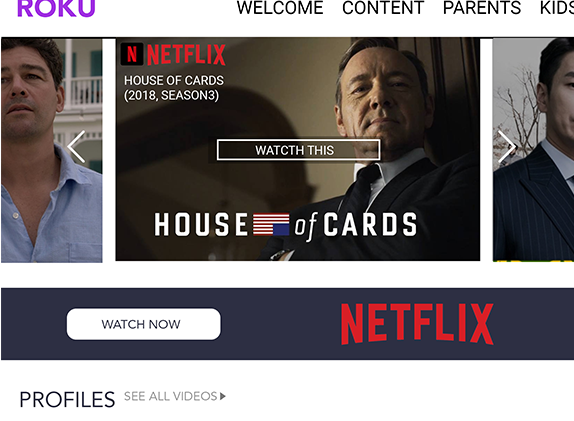 ROKU
WELCOME CONTENT PARENTS KIDS
N NETFLIX
HOUSE OF CARDS
(2018, SEASON3)
WATCTH THIS
HOUSE of CARDS
WATCH NOW
NETFLIX
PROFILES SEE ALL VIDEOS